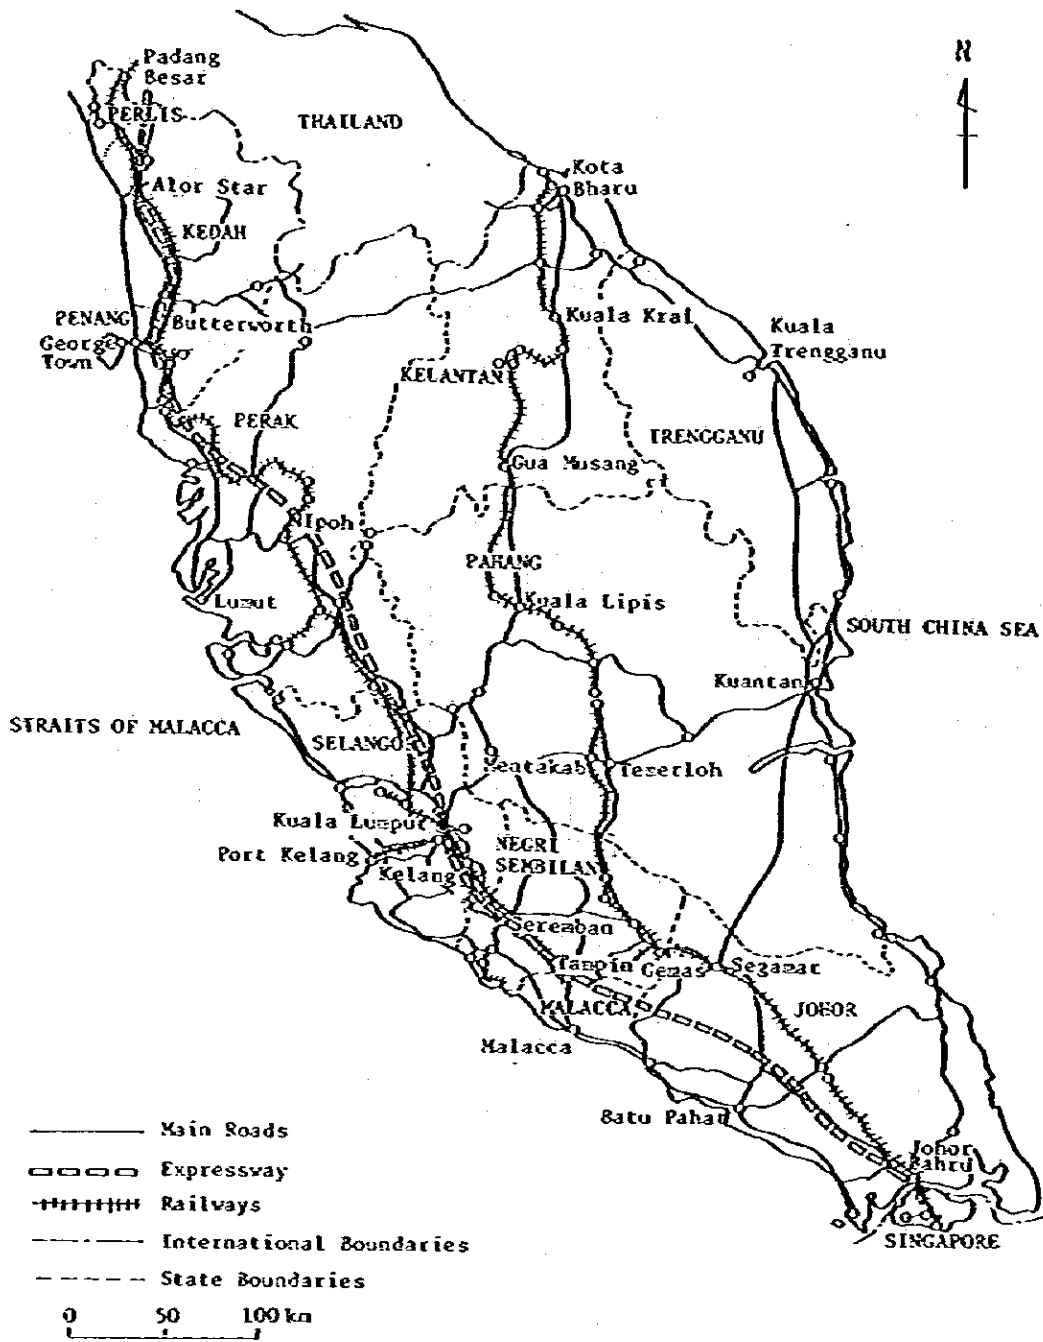 N
Padang
Besar
PERLIS
THAILAND
Kota
Bharu
Alor Star
KEDAH
PENANG
Butterworth
George
Town
Kuala Krai
Kuala
Trengganu
KELANTAN
PERAK
TRENGGANU
Gua Musang
Ipoh
PAHANG
Lumut
Kuala Lipis
SOUTH CHINA SEA
Kuantan
STRAITS OF MALACCA
SELANGO
Mentakab
Temerloh
Kuala Lumpur
NEGRI
SEMBILAN
Port Kelang
Kelang
Seremban
Tampin
Gemas
Segamat
MALACCA
JOHOR
Malacca
Batu Pahat
Johor
Bahru
SINGAPORE
Main Roads
Expressway
Railways
International Boundaries
State Boundaries
0 50 100 km